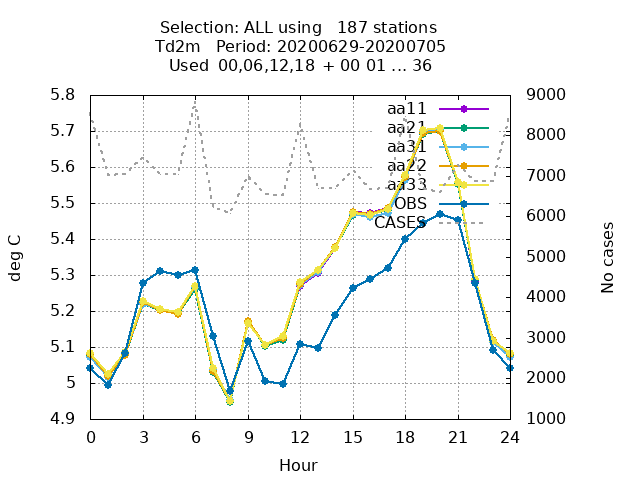 Selection: ALL using   187 stations
Td2m   Period: 20200629-20200705
Used  00,06,12,18 + 00 01 ... 36
5.8
5.7
5.6
5.5
5.4
5.3
5.2
5.1
5
4.9
deg C
9000
8000
7000
6000
5000
4000
3000
2000
1000
No cases
aa11
aa21
aa31
aa22
aa33
OBS
CASES
0 3 6 9 12 15 18 21 24
Hour